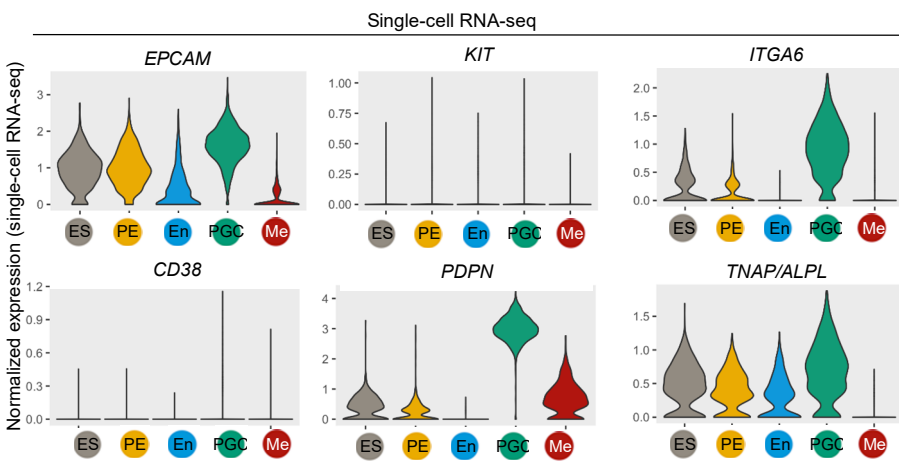 Single-cell RNA-seq
Normalized expression (single-cell RNA-seq)
EPCAM
3
2
1
0
ES PE En PGC Me
KIT
1.00
0.75
0.50
0.25
0.00
ES PE En PGC Me
ITGA6
2.0
1.5
1.0
0.5
0.0
ES PE En PGC Me
CD38
1.2
0.9
0.6
0.3
0.0
ES PE En PGC Me
PDPN
4
3
2
1
0
ES PE En PGC Me
TNAP/ALPL
1.5
1.0
0.5
0.0
ES PE En PGC Me